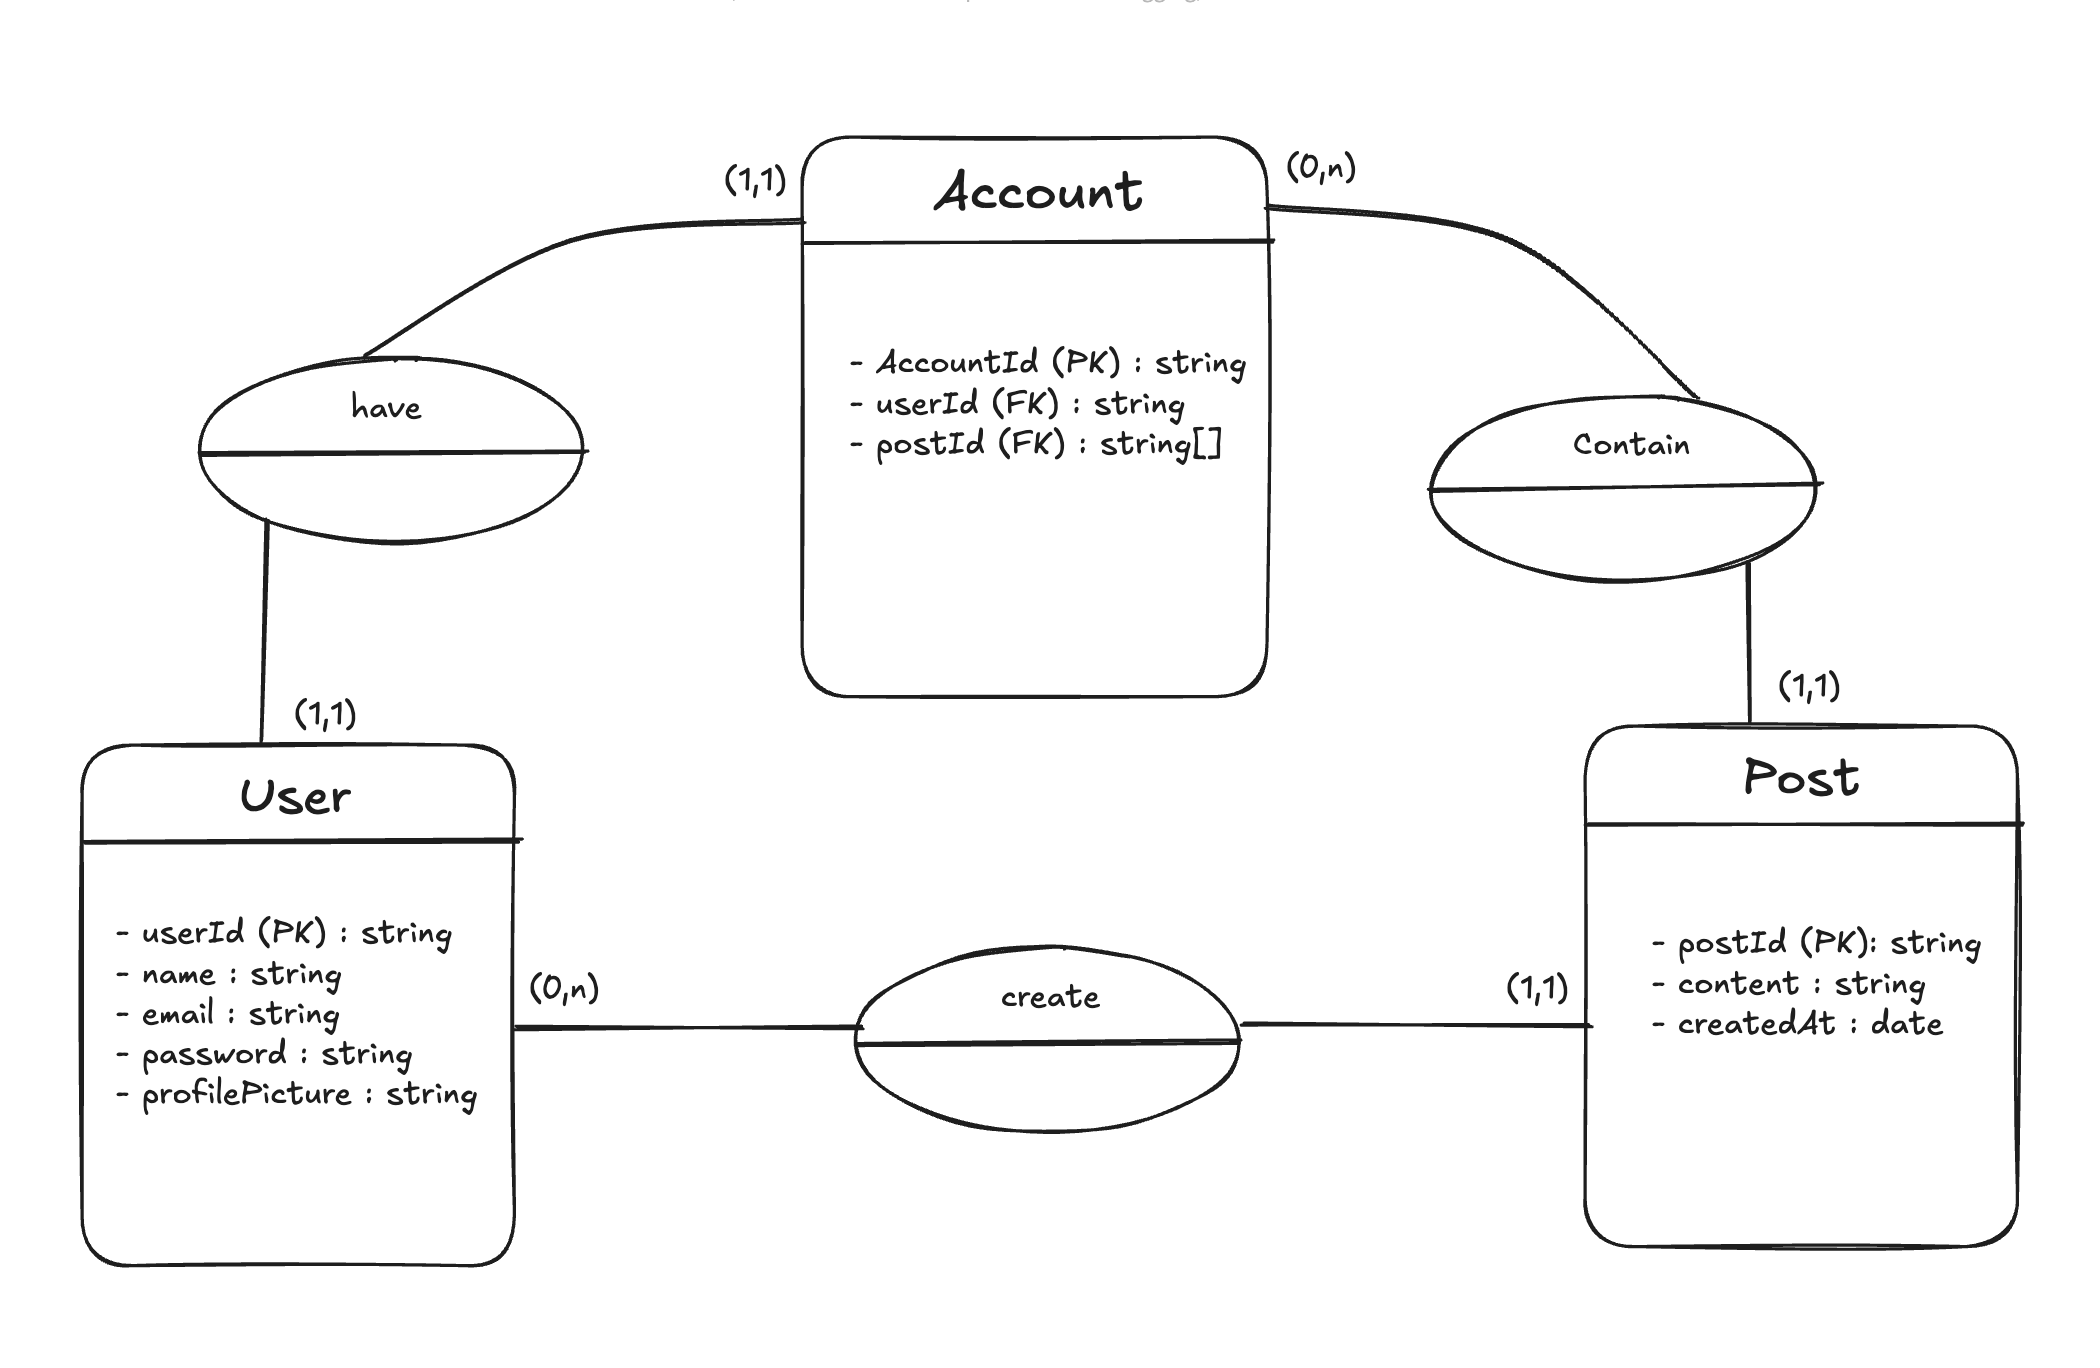 Account
(1,1)
(0,n)
- AccountId (PK) : string
- userId (FK) : string
- postId (FK) : string[]
have
Contain
(1,1)
(1,1)
User
- userId (PK) : string
- name : string
- email : string
- password : string
- profilePicture : string
(0,n)
create
(1,1)
Post
- postId (PK): string
- content : string
- createdAt : date